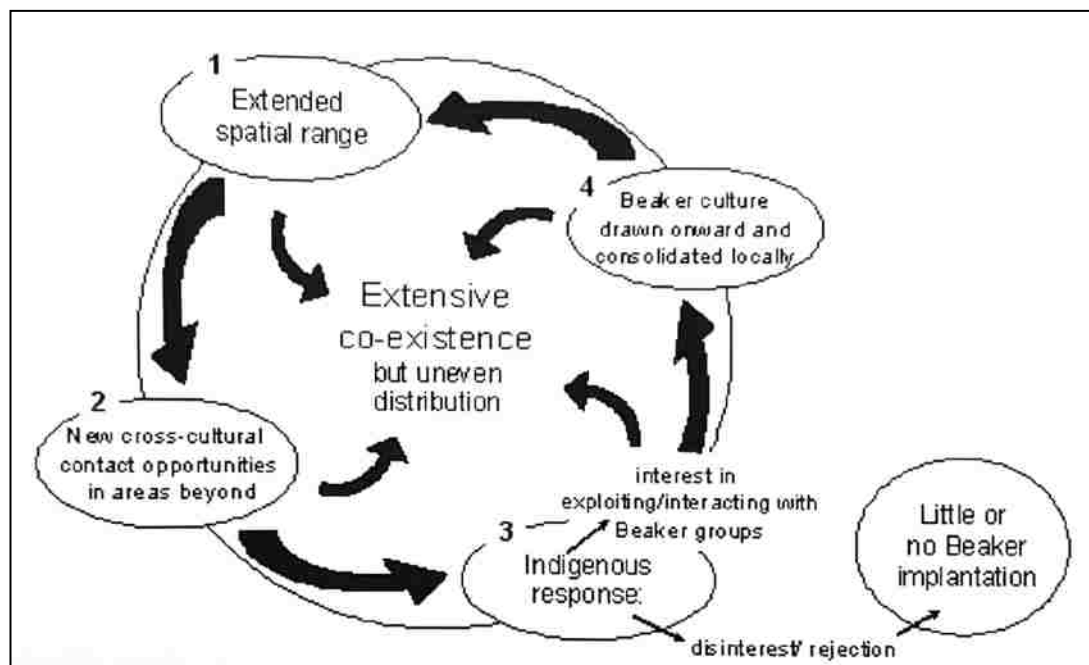 1
Extended
spatial range
4
Beaker culture
drawn onward and
consolidated locally
Extensive
co-existence
but uneven
distribution
2
New cross-cultural
contact opportunities
in areas beyond
interest in
exploiting/interacting with
Beaker groups
3
Indigenous
response:
disinterest/ rejection
Little or
no Beaker
implantation